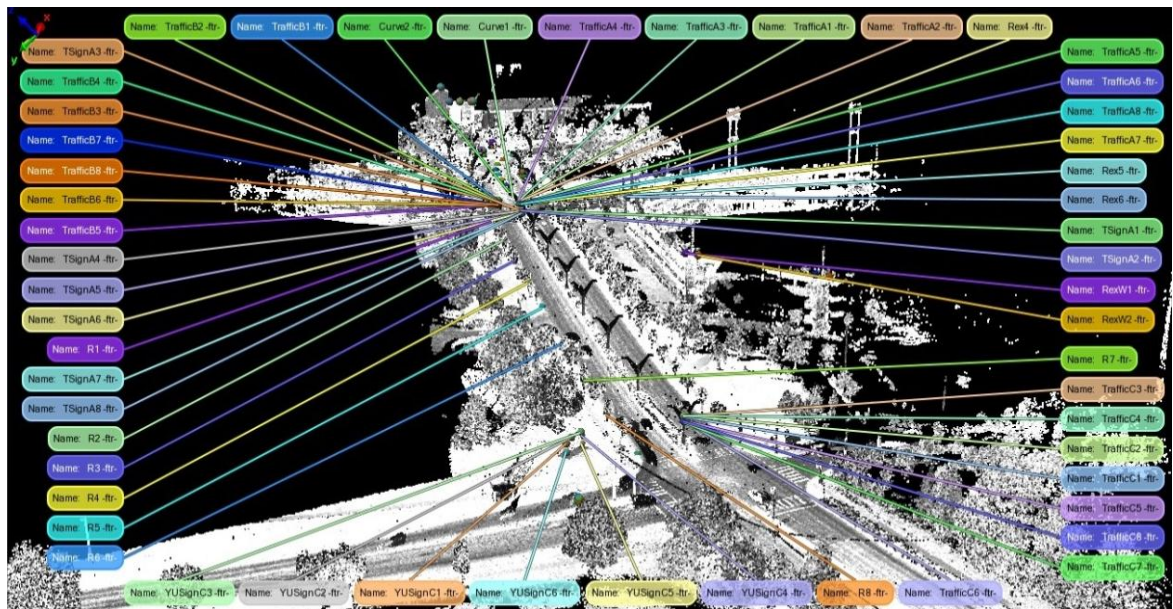 x
y
Name: TrafficB2 -ftr-
Name: TrafficB1 -ftr-
Name: Curve2 -ftr-
Name: Curve1 -ftr-
Name: TrafficA4 -ftr-
Name: TrafficA3 -ftr-
Name: TrafficA1 -ftr-
Name: TrafficA2 -ftr-
Name: Rex4 -ftr-
Name: TSignA3 -ftr-
Name: TrafficB4 -ftr-
Name: TrafficB3 -ftr-
Name: TrafficB7 -ftr-
Name: TrafficB8 -ftr-
Name: TrafficB6 -ftr-
Name: TrafficB5 -ftr-
Name: TSignA4 -ftr-
Name: TSignA5 -ftr-
Name: TSignA6 -ftr-
Name: R1 -ftr-
Name: TSignA7 -ftr-
Name: TSignA8 -ftr-
Name: R2 -ftr-
Name: R3 -ftr-
Name: R4 -ftr-
Name: R5 -ftr-
Name: R6 -ftr-
Name: TrafficA5 -ftr-
Name: TrafficA6 -ftr-
Name: TrafficA8 -ftr-
Name: TrafficA7 -ftr-
Name: Rex5 -ftr-
Name: Rex6 -ftr-
Name: TSignA1 -ftr-
Name: TSignA2 -ftr-
Name: RexW1 -ftr-
Name: RexW2 -ftr-
Name: R7 -ftr-
Name: TrafficC3 -ftr-
Name: TrafficC4 -ftr-
Name: TrafficC2 -ftr-
Name: TrafficC1 -ftr-
Name: TrafficC5 -ftr-
Name: TrafficC8 -ftr-
Name: TrafficC7 -ftr-
Name: YUSignC3 -ftr-
Name: YUSignC2 -ftr-
Name: YUSignC1 -ftr-
Name: YUSignC6 -ftr-
Name: YUSignC5 -ftr-
Name: YUSignC4 -ftr-
Name: R8 -ftr-
Name: TrafficC6 -ftr-